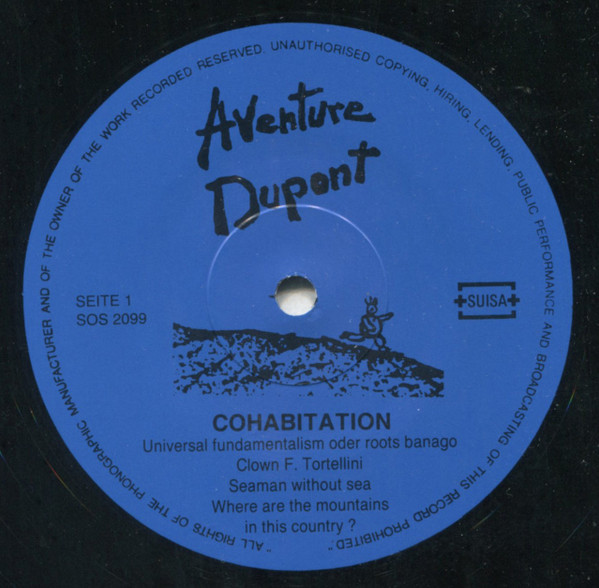 "ALL RIGHTS OF THE PHONOGRAPHIC MANUFACTURER AND OF THE OWNER OF THE WORK RECORDED RESERVED. UNAUTHORISED COPYING, HIRING, LENDING, PUBLIC PERFORMANCE AND BROADCASTING OF THIS RECORD PROHIBITED."
Aventure
Dupont
SEITE 1
SOS 2099
SUISA
COHABITATION
Universal fundamentalism oder roots banago
Clown F. Tortellini
Seaman without sea
Where are the mountains
in this country ?